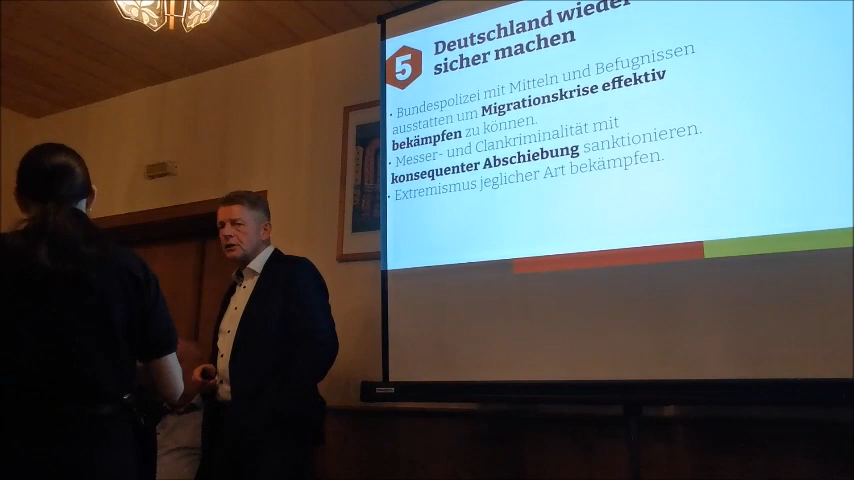 5
Deutschland wieder
sicher machen
• Bundespolizei mit Mitteln und Befugnissen
ausstatten um Migrationskrise effektiv
bekämpfen zu können.
• Messer- und Clankriminalität mit
konsequenter Abschiebung sanktionieren.
• Extremismus jeglicher Art bekämpfen.